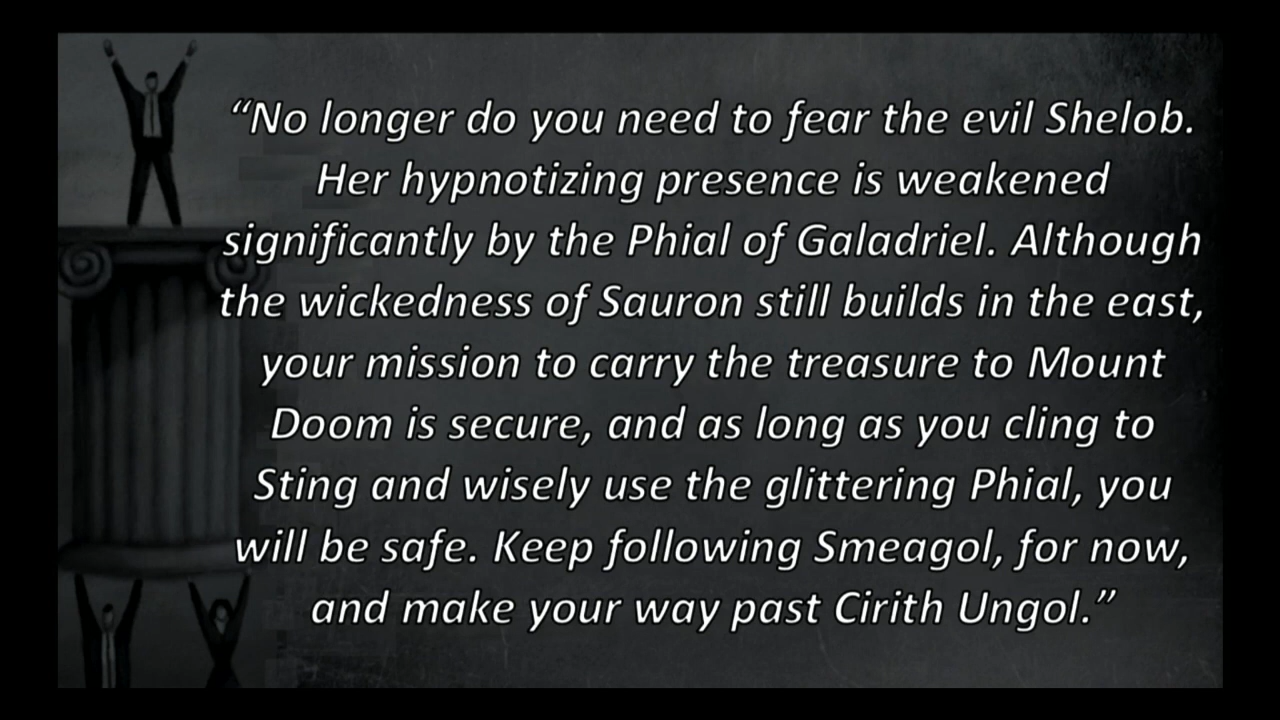 “No longer do you need to fear the evil Shelob.
Her hypnotizing presence is weakened
significantly by the Phial of Galadriel. Although
the wickedness of Sauron still builds in the east,
your mission to carry the treasure to Mount
Doom is secure, and as long as you cling to
Sting and wisely use the glittering Phial, you
will be safe. Keep following Smeagol, for now,
and make your way past Cirith Ungol.”